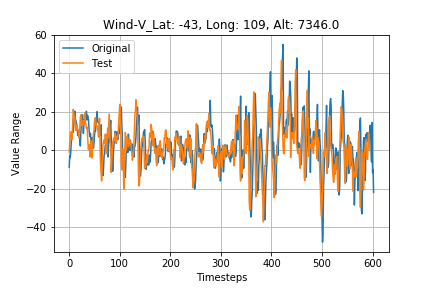 Wind-V_Lat: -43, Long: 109, Alt: 7346.0
Original
Test
Value Range
60
40
20
0
−20
−40
0 100 200 300 400 500 600
Timesteps